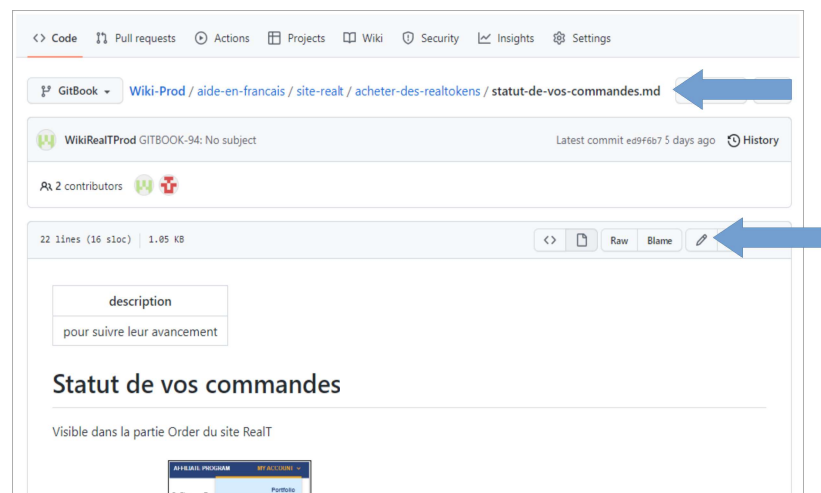 Code Pull requests Actions Projects Wiki Security Insights Settings
GitBook Wiki-Prod / aide-en-francais / site-realt / acheter-des-realtokens / statut-de-vos-commandes.md
WikiRealTProd GITBOOK-94: No subject Latest commit ed9f6b7 5 days ago History
2 contributors
22 lines (16 sloc) 1.05 KB <> Raw Blame
description
pour suivre leur avancement
Statut de vos commandes
Visible dans la partie Order du site RealT
AFFILIATE PROGRAM MY ACCOUNT
Portfolio